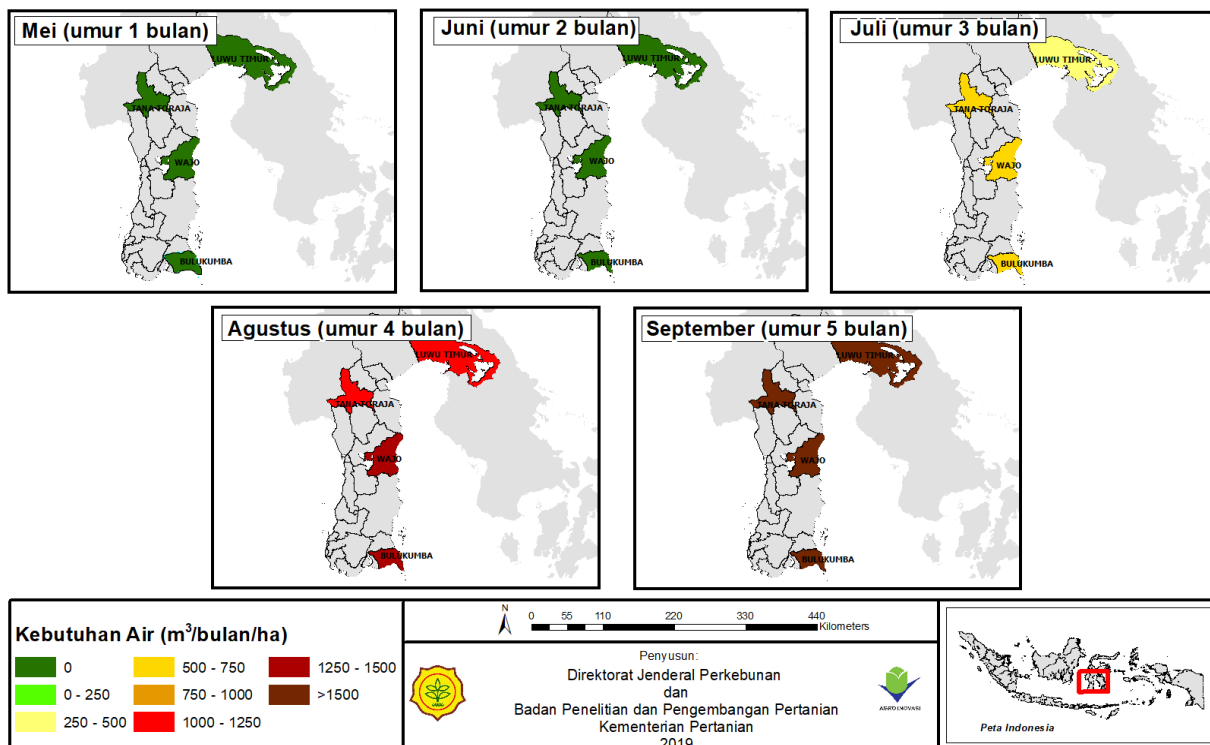 Mei (umur 1 bulan)
LUWU TIMUR
TANA TORAJA
WAJO
BULUKUMBA
Juni (umur 2 bulan)
LUWU TIMUR
TANA TORAJA
WAJO
BULUKUMBA
Juli (umur 3 bulan)
LUWU TIMUR
TANA TORAJA
WAJO
BULUKUMBA
Agustus (umur 4 bulan)
LUWU TIMUR
TANA TORAJA
WAJO
BULUKUMBA
September (umur 5 bulan)
LUWU TIMUR
TANA TORAJA
WAJO
BULUKUMBA
Kebutuhan Air (m³/bulan/ha)
0
0 - 250
250 - 500
500 - 750
750 - 1000
1000 - 1250
1250 - 1500
>1500
N
0 55 110 220 330 440
Kilometers
Penyusun:
Direktorat Jenderal Perkebunan
dan
Badan Penelitian dan Pengembangan Pertanian
Kementerian Pertanian
2019
AGRO INOVASI
Peta Indonesia